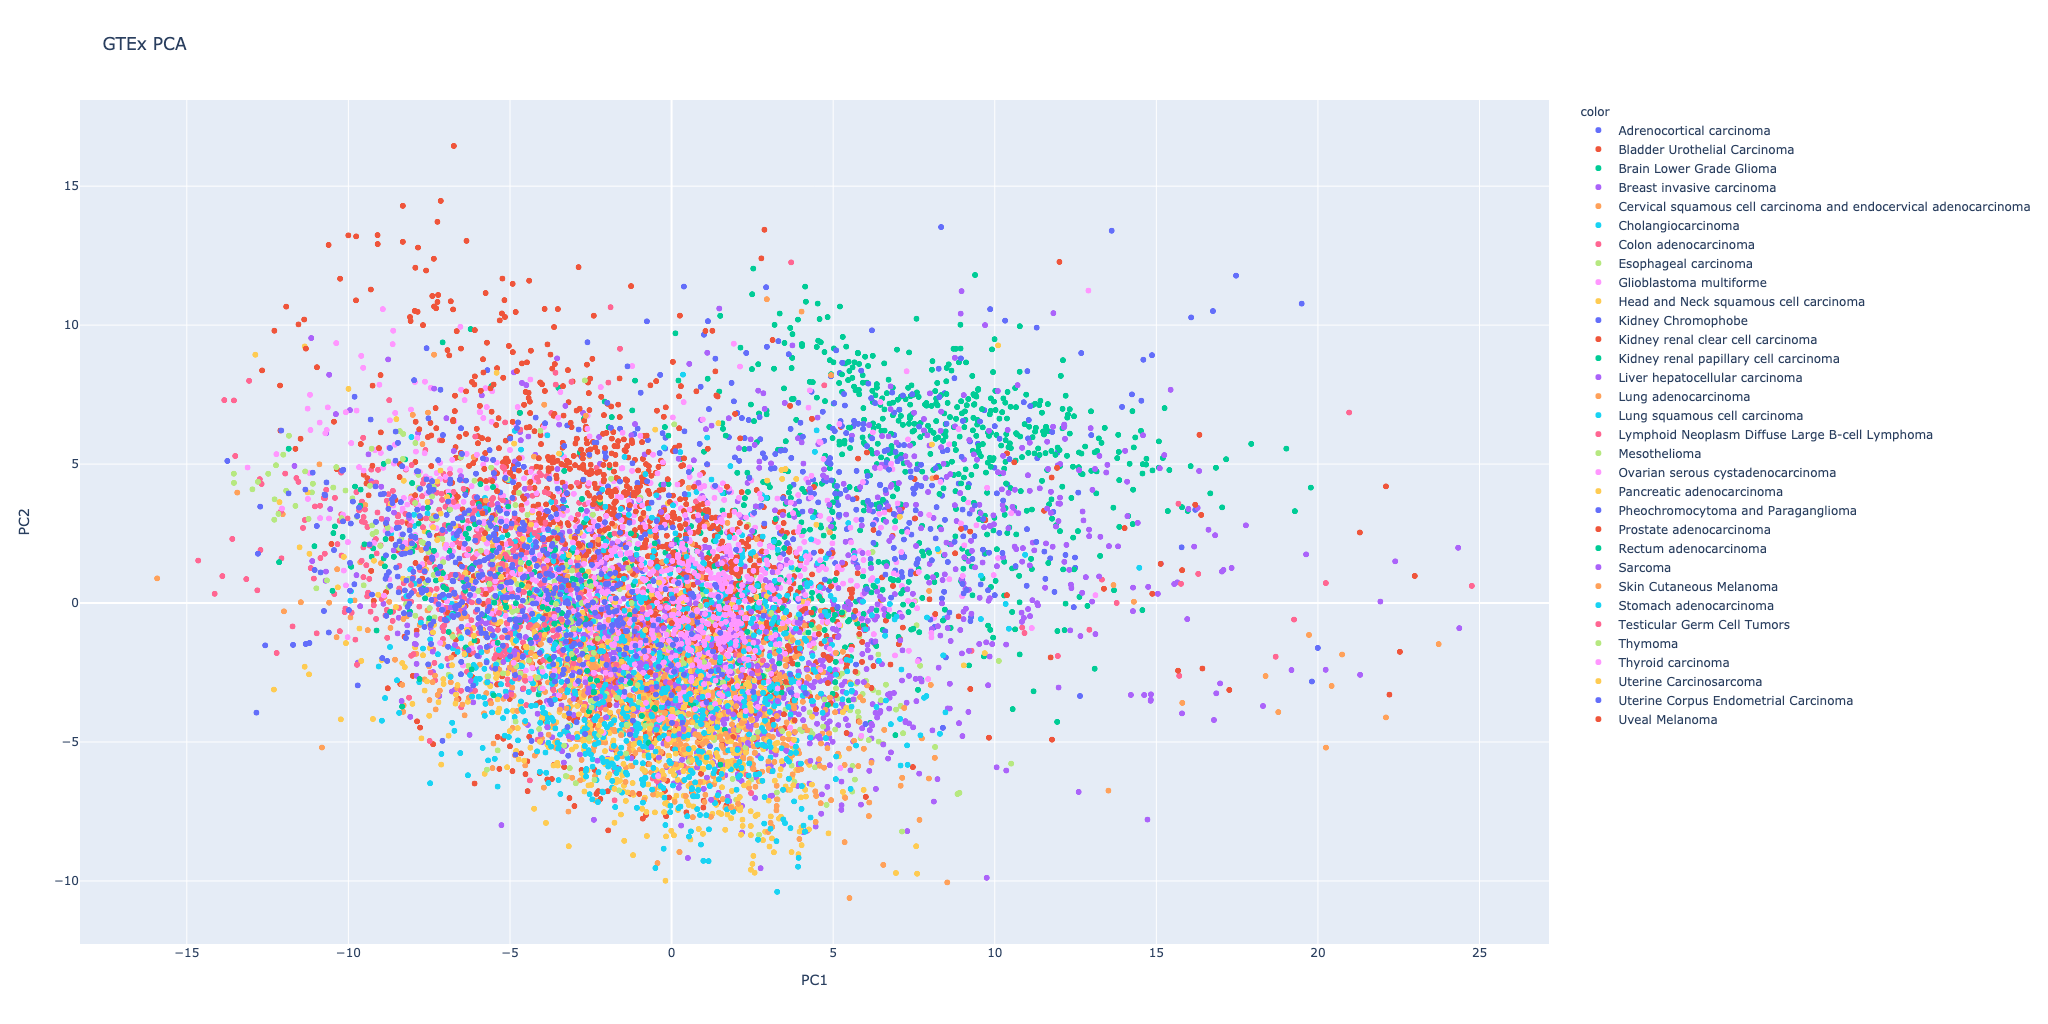 GTEx PCA
color
Adrenocortical carcinoma
Bladder Urothelial Carcinoma
Brain Lower Grade Glioma
Breast invasive carcinoma
Cervical squamous cell carcinoma and endocervical adenocarcinoma
Cholangiocarcinoma
Colon adenocarcinoma
Esophageal carcinoma
Glioblastoma multiforme
Head and Neck squamous cell carcinoma
Kidney Chromophobe
Kidney renal clear cell carcinoma
Kidney renal papillary cell carcinoma
Liver hepatocellular carcinoma
Lung adenocarcinoma
Lung squamous cell carcinoma
Lymphoid Neoplasm Diffuse Large B-cell Lymphoma
Mesothelioma
Ovarian serous cystadenocarcinoma
Pancreatic adenocarcinoma
Pheochromocytoma and Paraganglioma
Prostate adenocarcinoma
Rectum adenocarcinoma
Sarcoma
Skin Cutaneous Melanoma
Stomach adenocarcinoma
Testicular Germ Cell Tumors
Thymoma
Thyroid carcinoma
Uterine Carcinosarcoma
Uterine Corpus Endometrial Carcinoma
Uveal Melanoma
15
10
5
0
−5
−10
PC2
−15 −10 −5 0 5 10 15 20 25
PC1